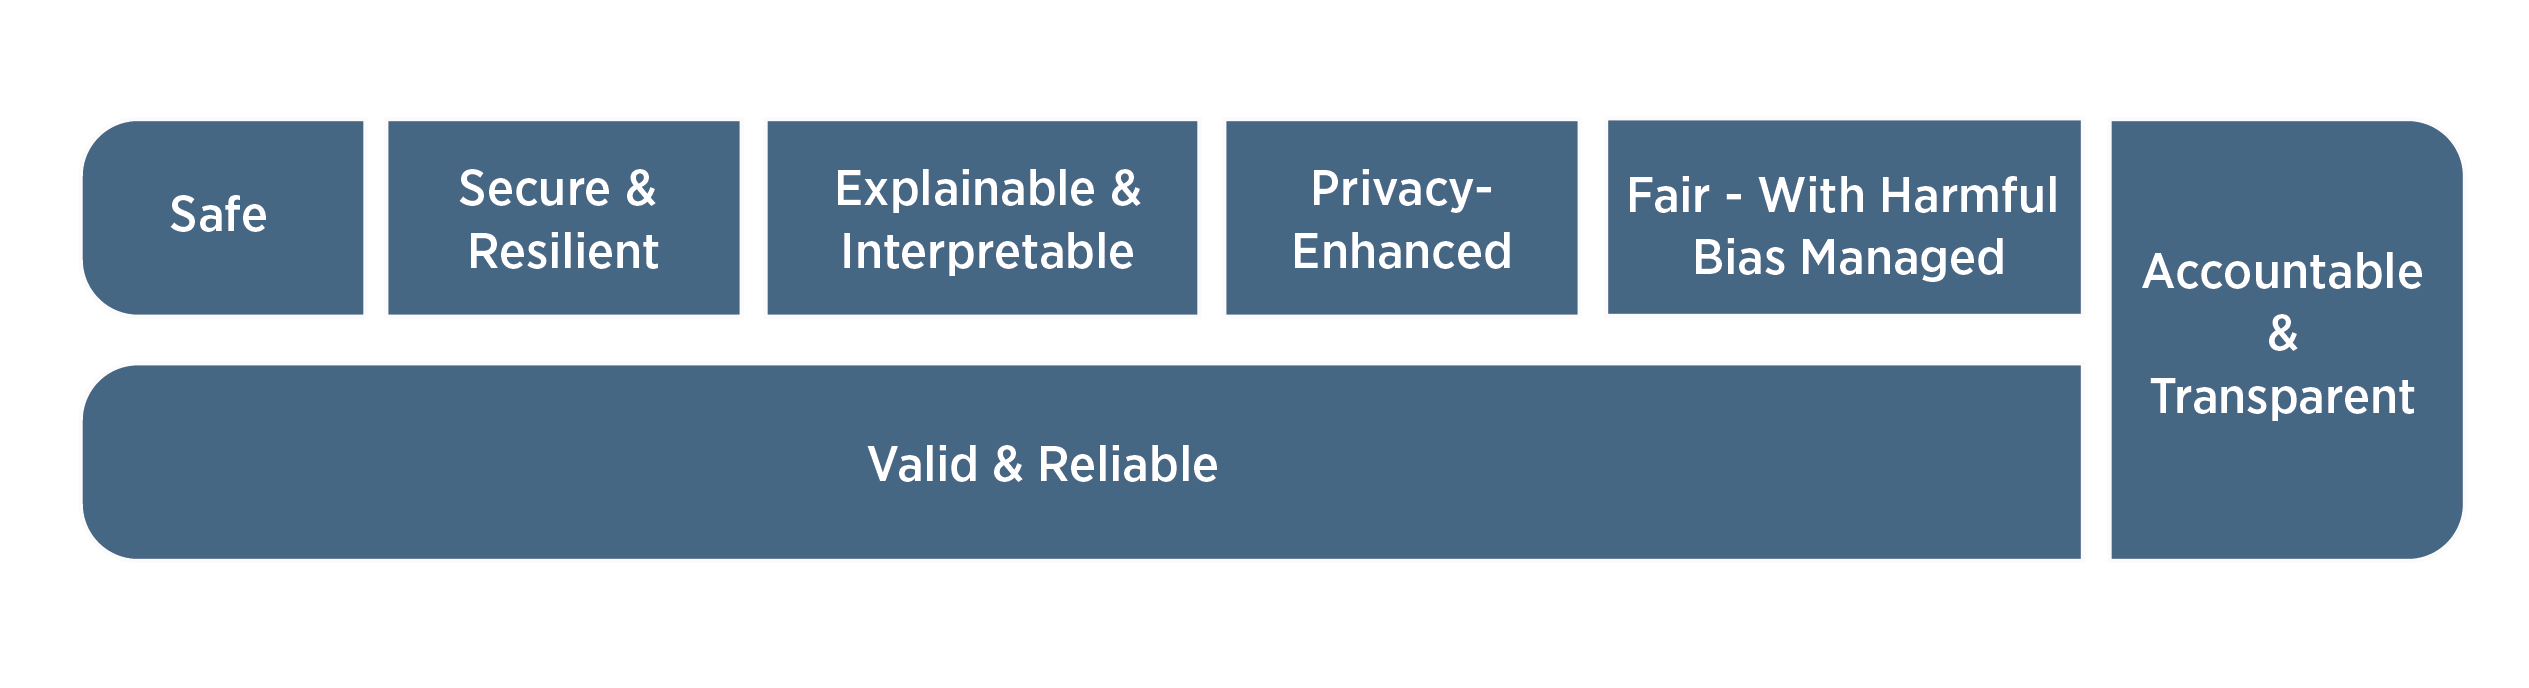 Safe
Secure &
Resilient
Explainable &
Interpretable
Privacy-
Enhanced
Fair - With Harmful
Bias Managed
Accountable
&
Transparent
Valid & Reliable